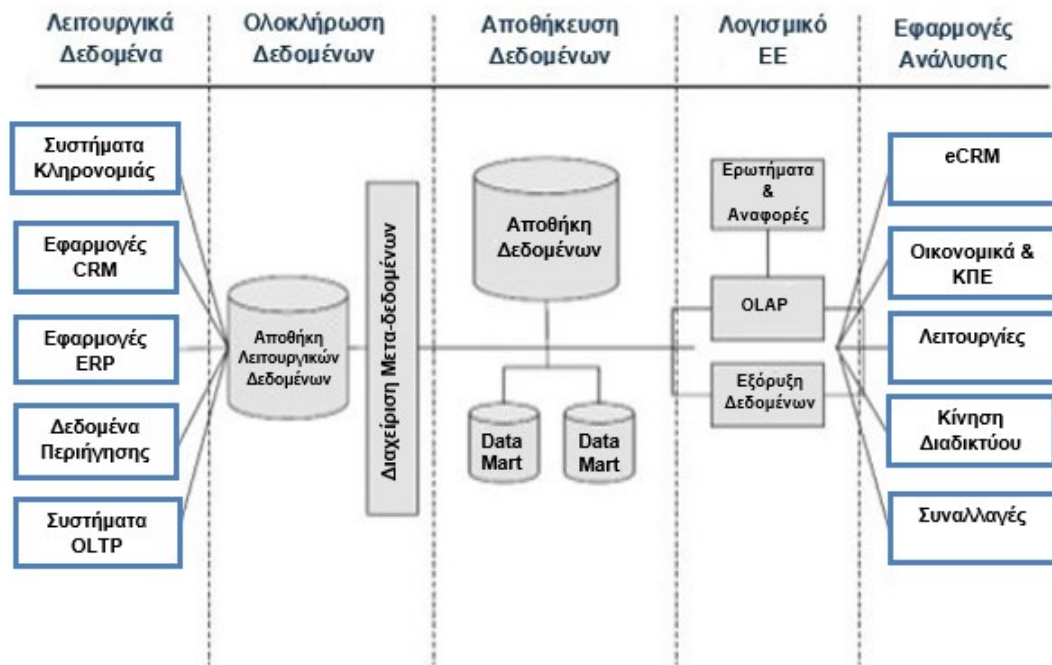 Λειτουργικά
Δεδομένα
Ολοκλήρωση
Δεδομένων
Αποθήκευση
Δεδομένων
Λογισμικό
ΕΕ
Εφαρμογές
Ανάλυσης
Συστήματα
Κληρονομιάς
Εφαρμογές
CRM
Εφαρμογές
ERP
Δεδομένα
Περιήγησης
Συστήματα
OLTP
Αποθήκη
Λειτουργικών
Δεδομένων
Διαχείριση Μετα-δεδομένων
Αποθήκη
Δεδομένων
Data
Mart
Data
Mart
Ερωτήματα
&
Αναφορές
OLAP
Εξόρυξη
Δεδομένων
eCRM
Οικονομικά &
ΚΠΕ
Λειτουργίες
Κίνηση
Διαδικτύου
Συναλλαγές